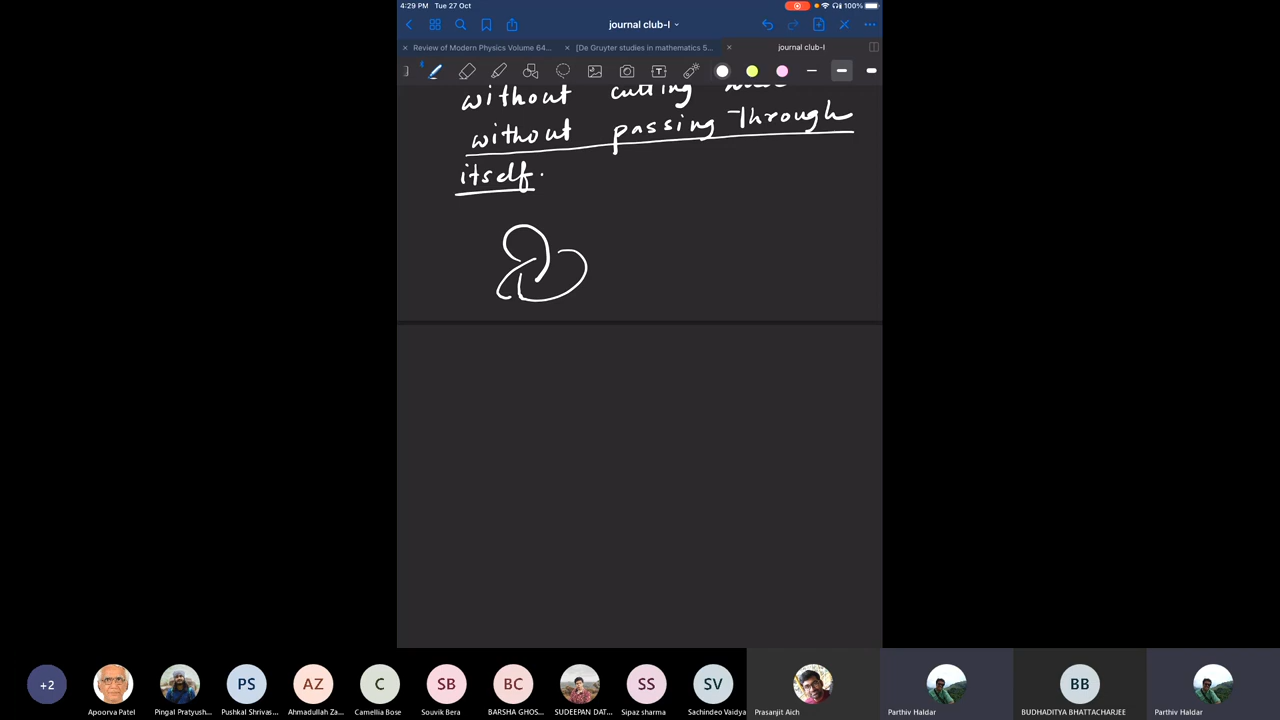 4:29 PM Tue 27 Oct
100%
journal club-I
Review of Modern Physics Volume 64...
[De Gruyter studies in mathematics 5...
journal club-I
without cutting
without passing through
itself.
+2
PS
AZ
C
SB
BC
SS
SV
BB
Apoorva Patel
Pingal Pratyush...
Pushkal Shrivas...
Ahmadullah Za...
Camellia Bose
Souvik Bera
BARSHA GHOS...
SUDEEPAN DAT...
Sipaz sharma
Sachindeo Vaidya
Prasanjit Aich
Parthiv Haldar
BUDHADITYA BHATTACHARJEE
Parthiv Haldar